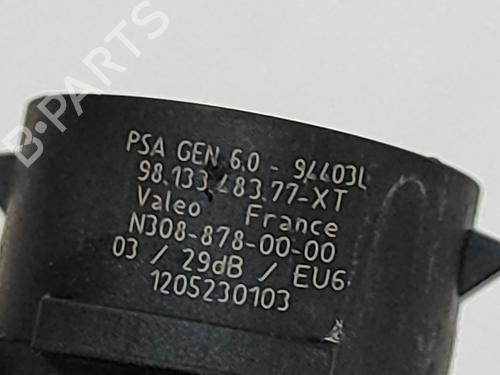 PSA GEN 6.0 - 94403L
98.133.483.77-XT
Valeo France
N308-878-00-00
03 / 29dB / EU6
1205230103
B-PARTS